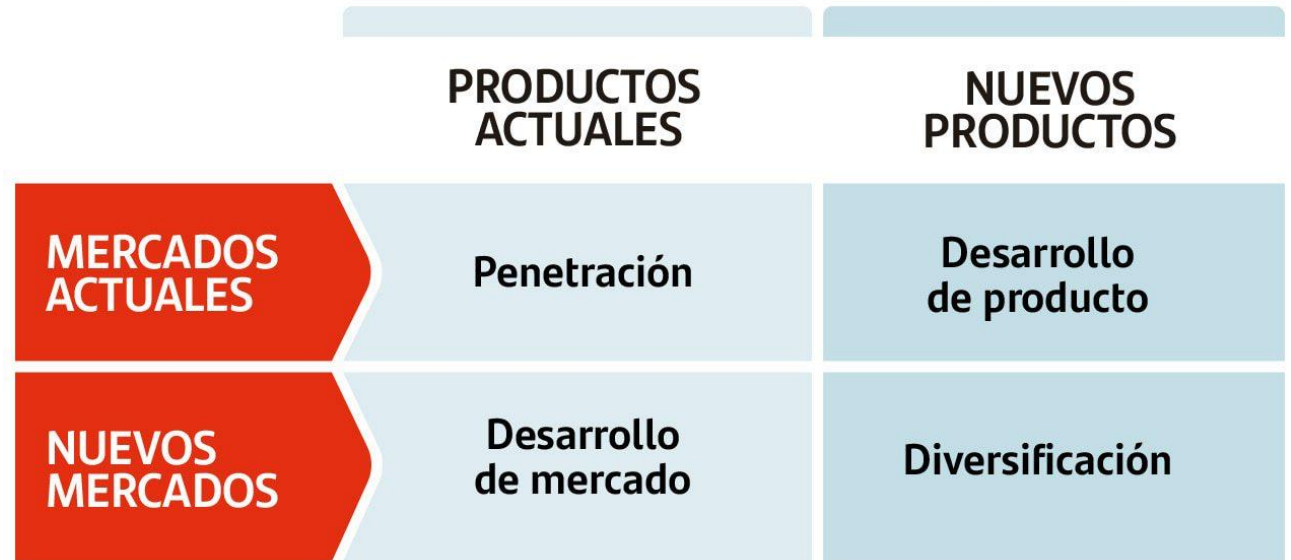 PRODUCTOS
ACTUALES
NUEVOS
PRODUCTOS
MERCADOS
ACTUALES
Penetración
Desarrollo
de producto
NUEVOS
MERCADOS
Desarrollo
de mercado
Diversificación